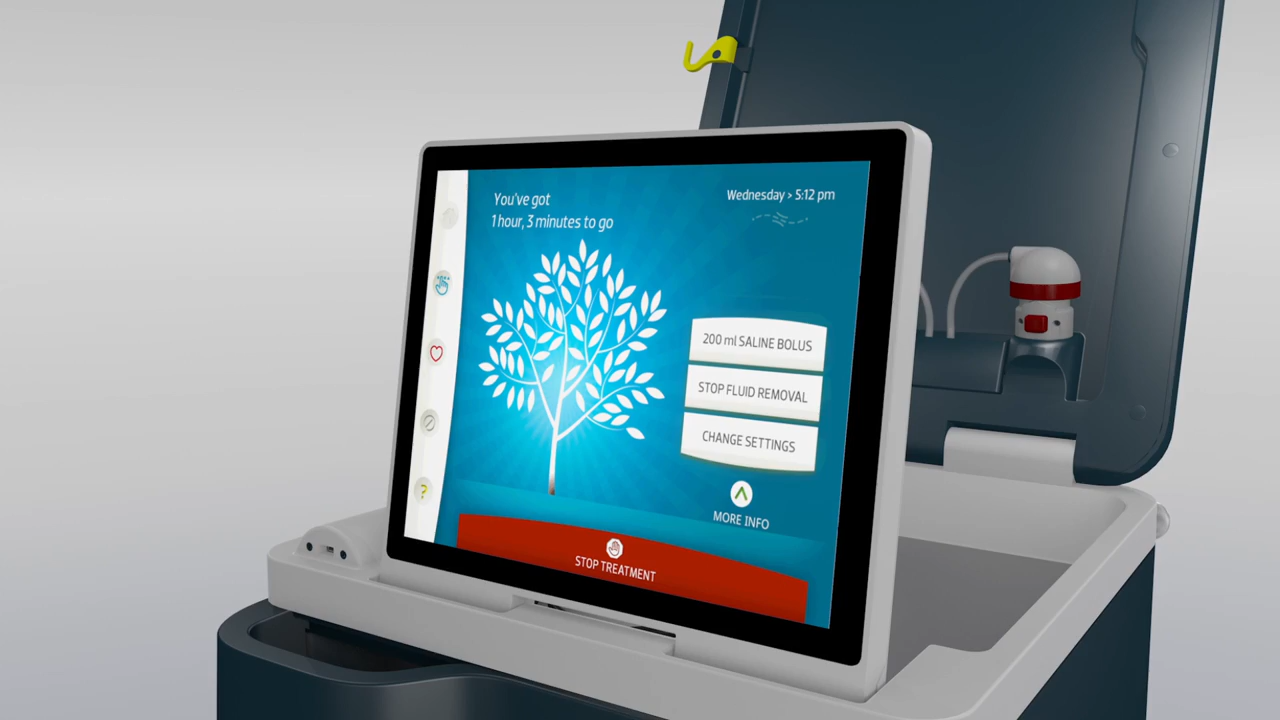 You've got
1 hour, 3 minutes to go
Wednesday > 5:12 pm
200 ml SALINE BOLUS
STOP FLUID REMOVAL
CHANGE SETTINGS
?
MORE INFO
STOP TREATMENT